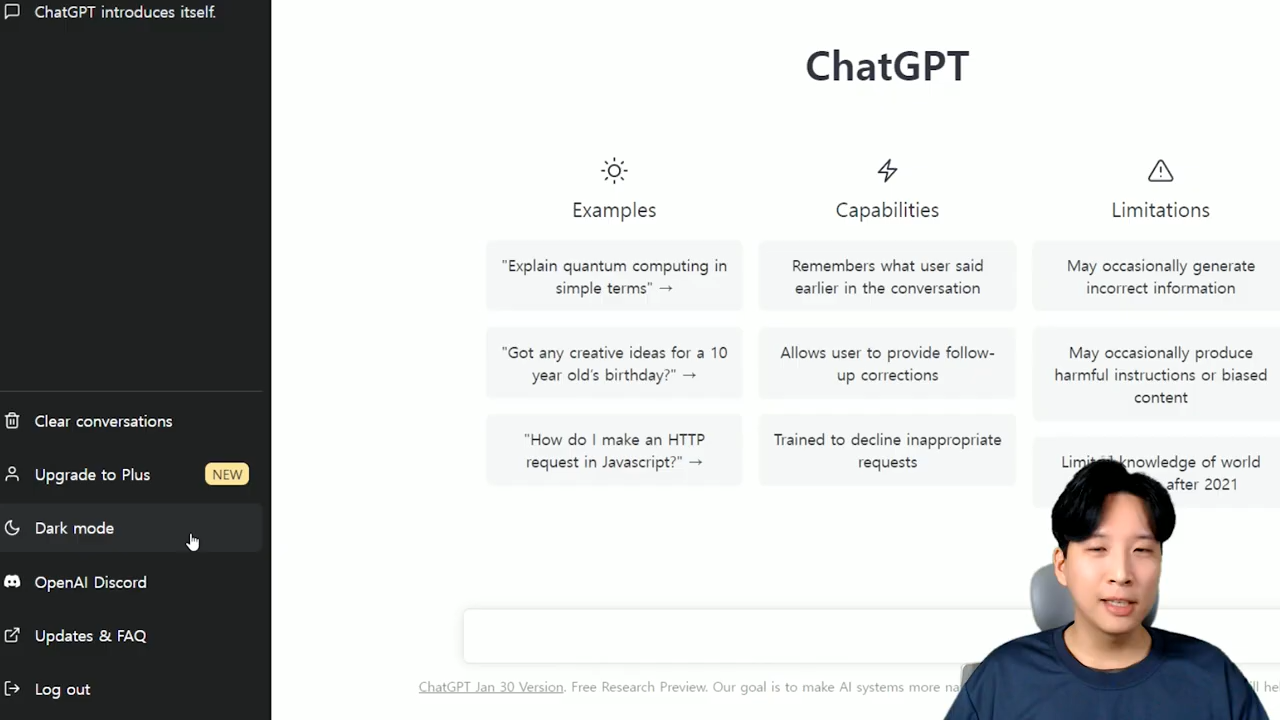 ChatGPT introduces itself.
Clear conversations
Upgrade to Plus NEW
Dark mode
OpenAI Discord
Updates & FAQ
Log out
ChatGPT
Examples
"Explain quantum computing in
simple terms" →
"Got any creative ideas for a 10
year old's birthday?" →
"How do I make an HTTP
request in Javascript?" →
Capabilities
Remembers what user said
earlier in the conversation
Allows user to provide follow-
up corrections
Trained to decline inappropriate
requests
Limitations
May occasionally generate
incorrect information
May occasionally produce
harmful instructions or biased
content
knowledge of world
after 2021
ChatGPT Jan 30 Version. Free Research Preview. Our goal is to make AI systems more